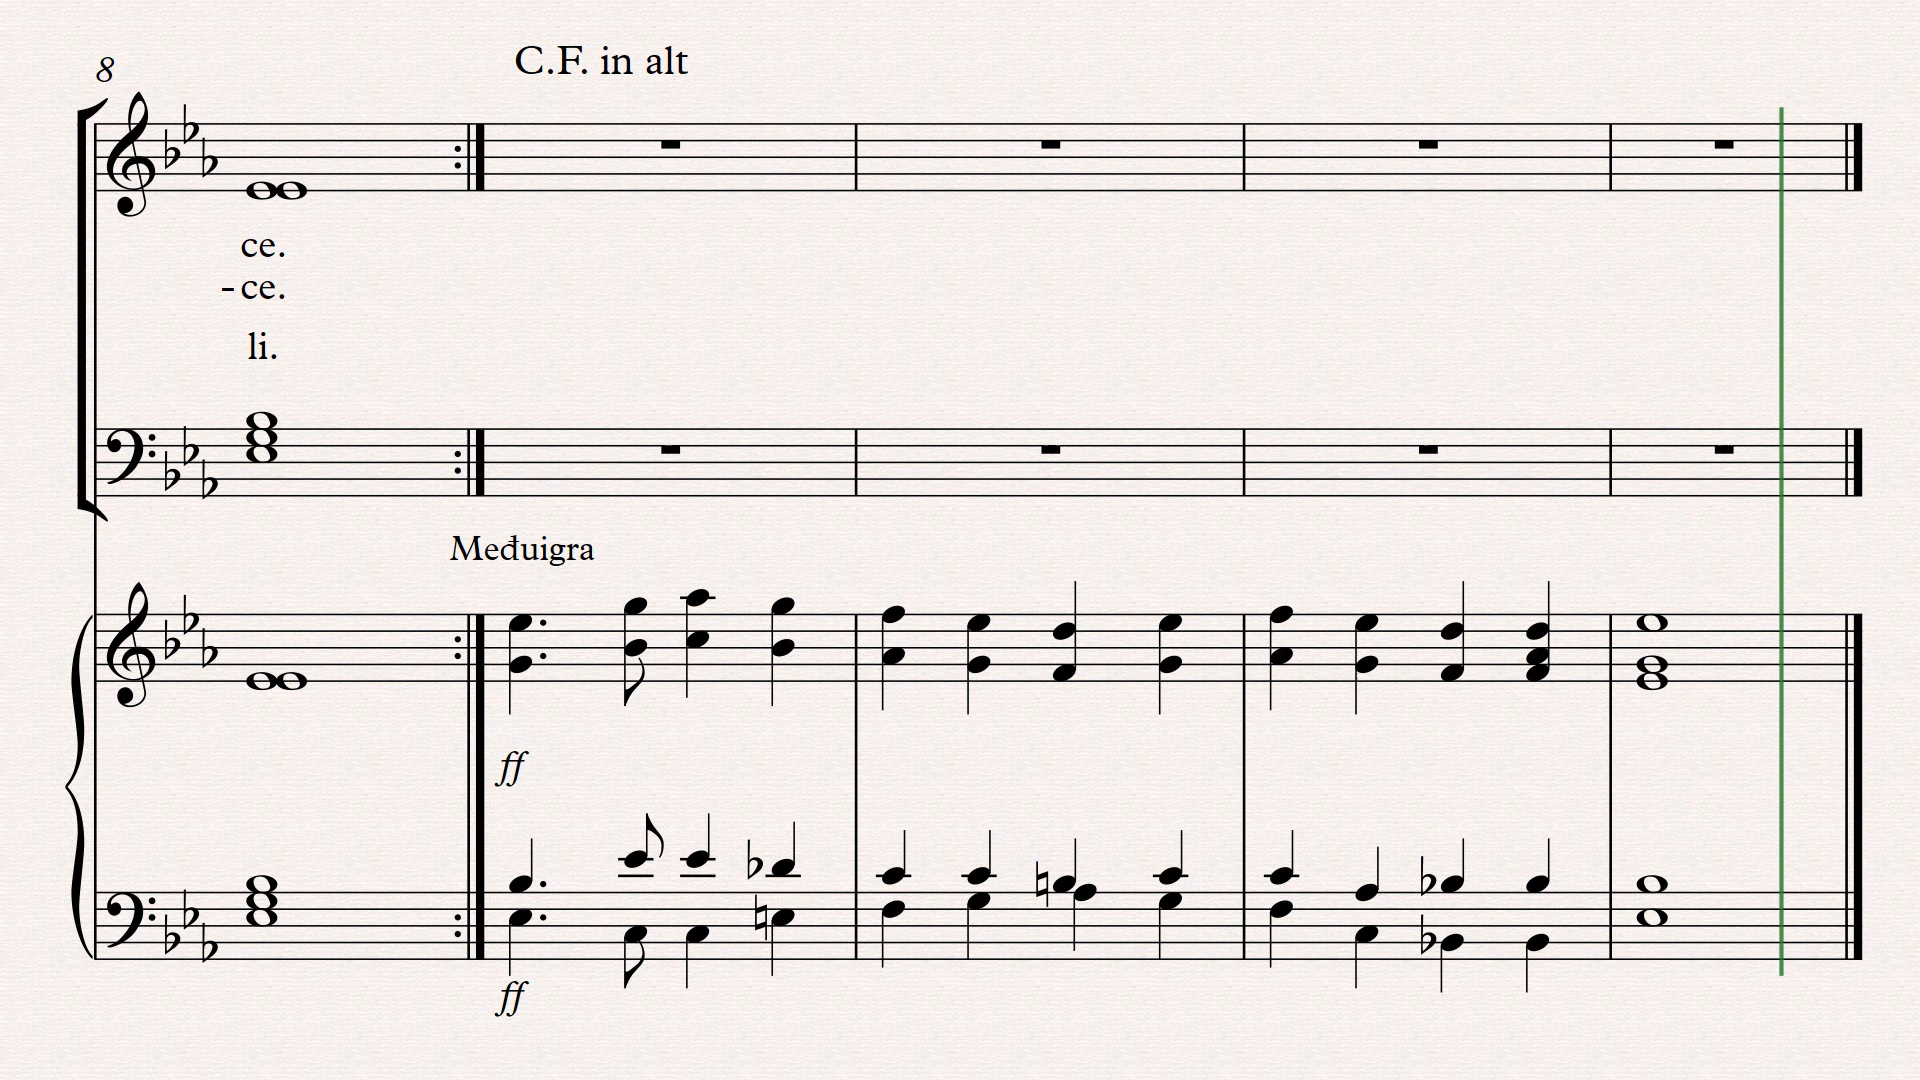 8
C.F. in alt
ce.
-ce.
li.
Međuigra
ff
ff